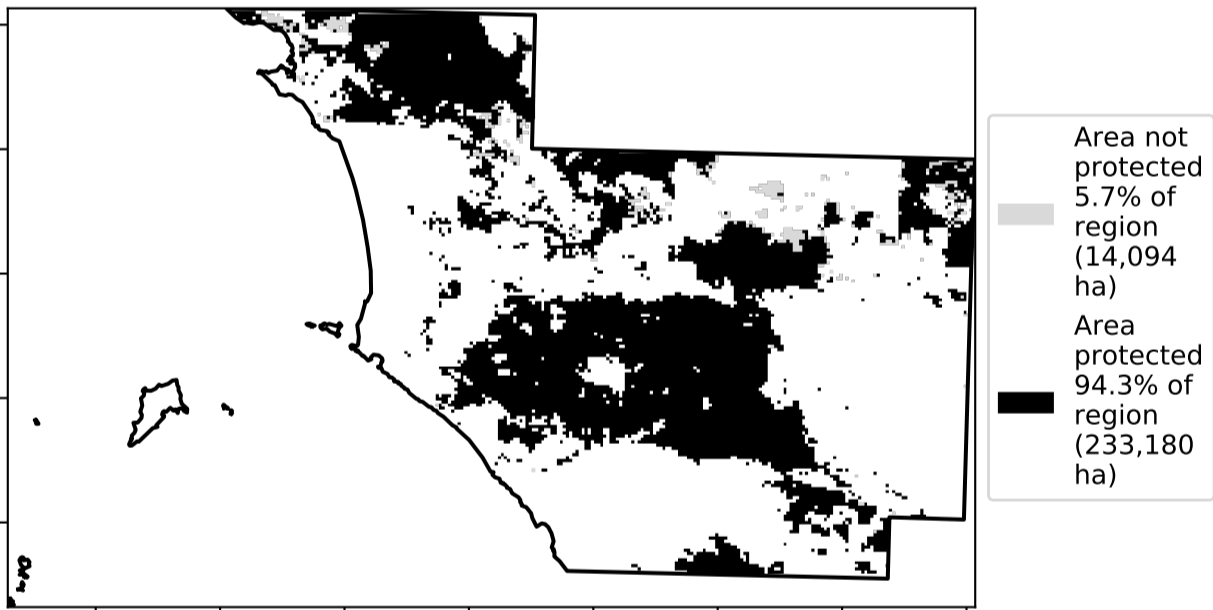 Area not
protected
5.7% of
region
(14,094
ha)
Area
protected
94.3% of
region
(233,180
ha)